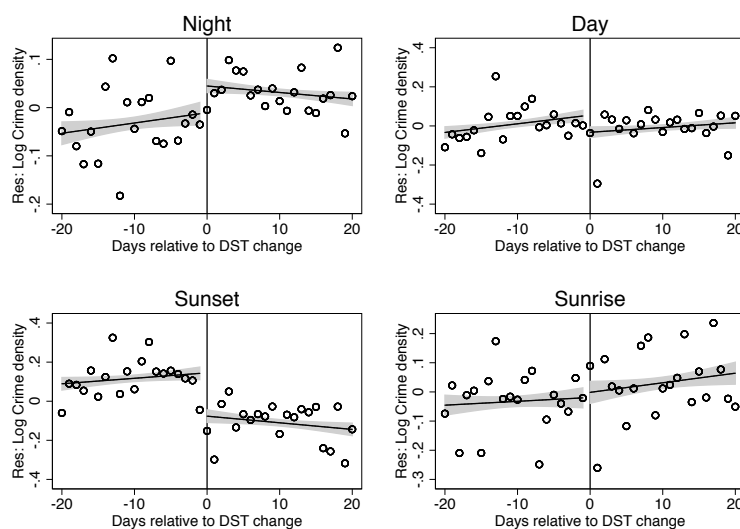 Night
Res: Log Crime density
.1
0
-.1
-.2
-20 -10 0 10 20
Days relative to DST change
Day
Res: Log Crime density
.4
.2
0
-.2
-.4
-20 -10 0 10 20
Days relative to DST change
Sunset
Res: Log Crime density
.4
.2
0
-.2
-.4
-20 -10 0 10 20
Days relative to DST change
Sunrise
Res: Log Crime density
.2
.1
0
-.1
-.2
-.3
-20 -10 0 10 20
Days relative to DST change